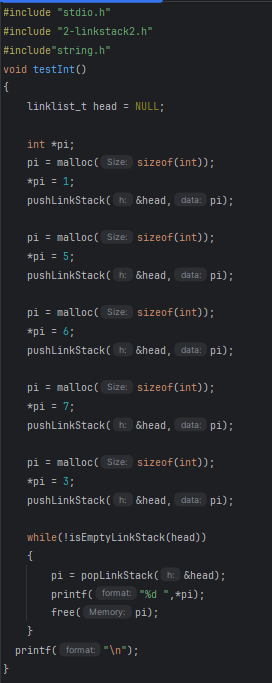 #include "stdio.h"
#include "2-linkstack2.h"
#include"string.h"
void testInt()
{
    linklist_t head = NULL;

    int *pi;
    pi = malloc( Size: sizeof(int));
    *pi = 1;
    pushLinkStack( h: &head, data: pi);

    pi = malloc( Size: sizeof(int));
    *pi = 5;
    pushLinkStack( h: &head, data: pi);

    pi = malloc( Size: sizeof(int));
    *pi = 6;
    pushLinkStack( h: &head, data: pi);

    pi = malloc( Size: sizeof(int));
    *pi = 7;
    pushLinkStack( h: &head, data: pi);

    pi = malloc( Size: sizeof(int));
    *pi = 3;
    pushLinkStack( h: &head, data: pi);

    while(!isEmptyLinkStack(head))
    {
        pi = popLinkStack( h: &head);
        printf( format: "%d ",*pi);
        free( Memory: pi);
    }
  printf( format: "\n");
}